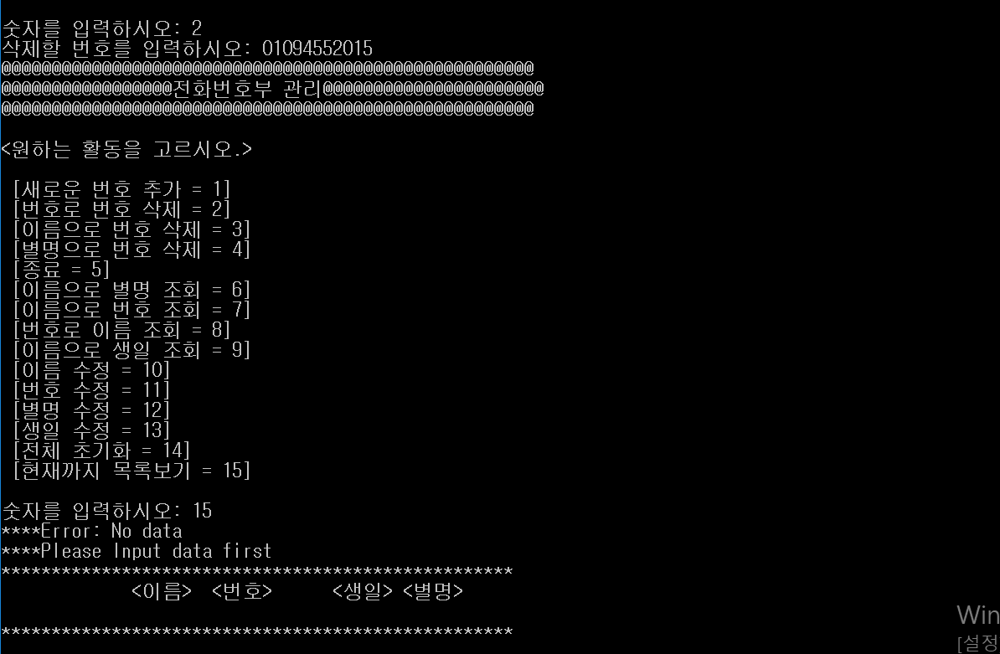 숫자를 입력하시오: 2
삭제할 번호를 입력하시오: 01094552015
@@@@@@@@@@@@@@@@@@@@@@@@@@@@@@@@@@@@@@@@@@@@@@@@@@@@@
@@@@@@@@@@@@@@@@@전화번호부 관리@@@@@@@@@@@@@@@@@@@@@@
@@@@@@@@@@@@@@@@@@@@@@@@@@@@@@@@@@@@@@@@@@@@@@@@@@@@@
<원하는 활동을 고르시오.>
[새로운 번호 추가 = 1]
[번호로 번호 삭제 = 2]
[이름으로 번호 삭제 = 3]
[별명으로 번호 삭제 = 4]
[종료 = 5]
[이름으로 별명 조회 = 6]
[이름으로 번호 조회 = 7]
[번호로 이름 조회 = 8]
[이름으로 생일 조회 = 9]
[이름 수정 = 10]
[번호 수정 = 11]
[별명 수정 = 12]
[생일 수정 = 13]
[전체 초기화 = 14]
[현재까지 목록보기 = 15]
숫자를 입력하시오: 15
****Error: No data
****Please Input data first
***************************************************
<이름> <번호> <생일> <별명>
***************************************************
Win
[설정